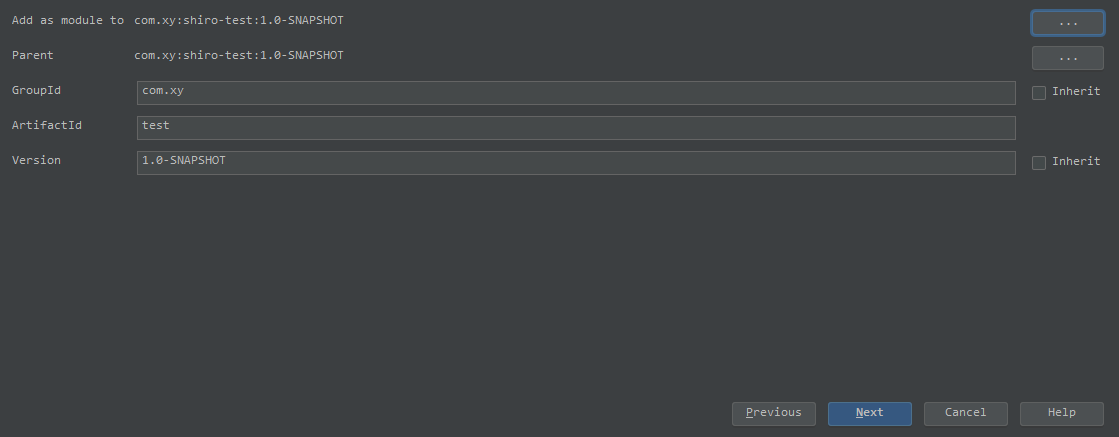 Add as module to com.xy:shiro-test:1.0-SNAPSHOT ...
Parent com.xy:shiro-test:1.0-SNAPSHOT ...
GroupId com.xy Inherit
ArtifactId test
Version 1.0-SNAPSHOT Inherit
Previous Next Cancel Help